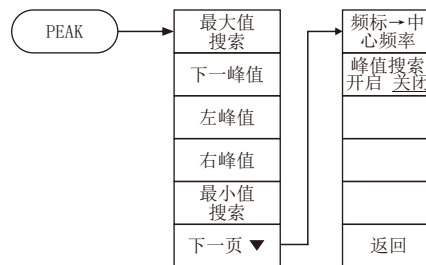 PEAK
最大值
搜索
下一峰值
左峰值
右峰值
最小值
搜索
下一页▼
频标→中
心频率
峰值搜索
开启 关闭
返回